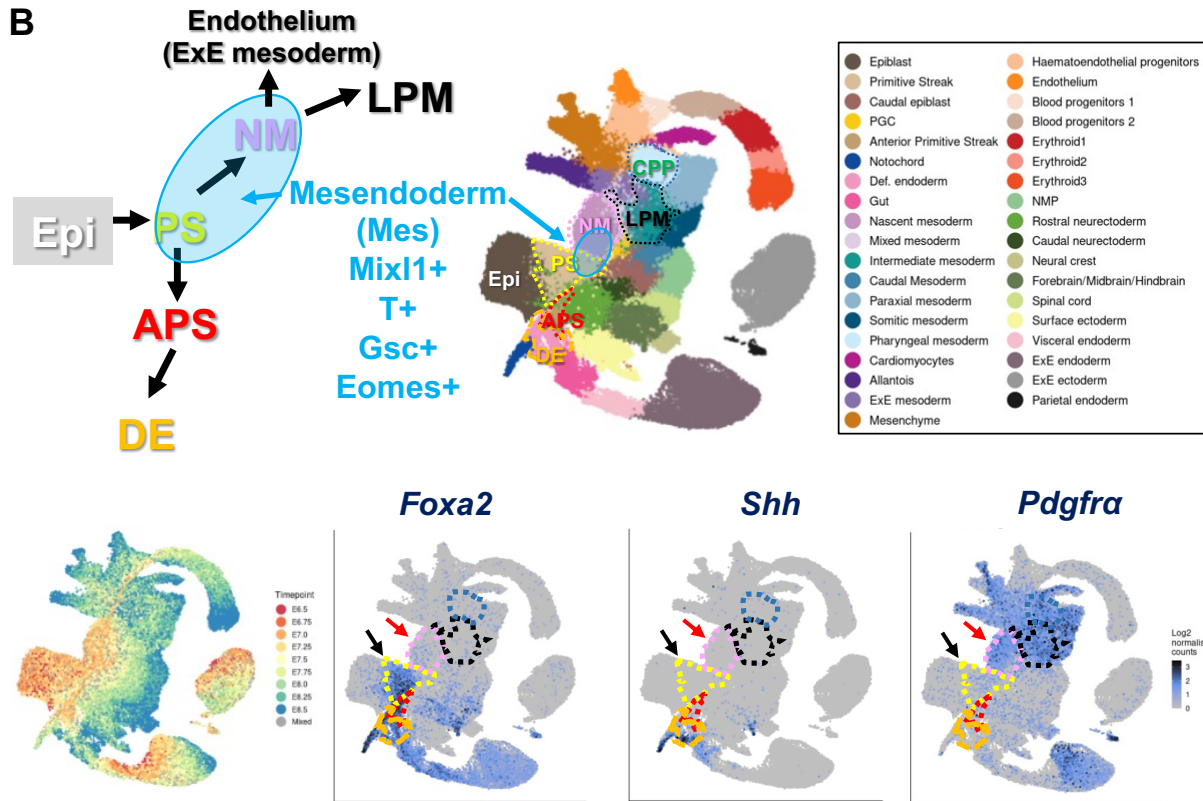 B
Endothelium
(ExE mesoderm)
LPM
NM
Epi
PS
Mesendoderm
(Mes)
Mixl1+
T+
Gsc+
Eomes+
APS
DE
CPP
LPM
NM
PS
Epi
APS
DE
Epiblast
Primitive Streak
Caudal epiblast
PGC
Anterior Primitive Streak
Notochord
Def. endoderm
Gut
Nascent mesoderm
Mixed mesoderm
Intermediate mesoderm
Caudal Mesoderm
Paraxial mesoderm
Somitic mesoderm
Pharyngeal mesoderm
Cardiomyocytes
Allantois
ExE mesoderm
Mesenchyme
Haematoendothelial progenitors
Endothelium
Blood progenitors 1
Blood progenitors 2
Erythroid1
Erythroid2
Erythroid3
NMP
Rostral neurectoderm
Caudal neurectoderm
Neural crest
Forebrain/Midbrain/Hindbrain
Spinal cord
Surface ectoderm
Visceral endoderm
ExE endoderm
ExE ectoderm
Parietal endoderm
Timepoint
E6.5
E6.75
E7.0
E7.25
E7.5
E7.75
E8.0
E8.25
E8.5
Mixed
Foxa2
Shh
Pdgfrα
Log2
normalis
counts
3
2
1
0